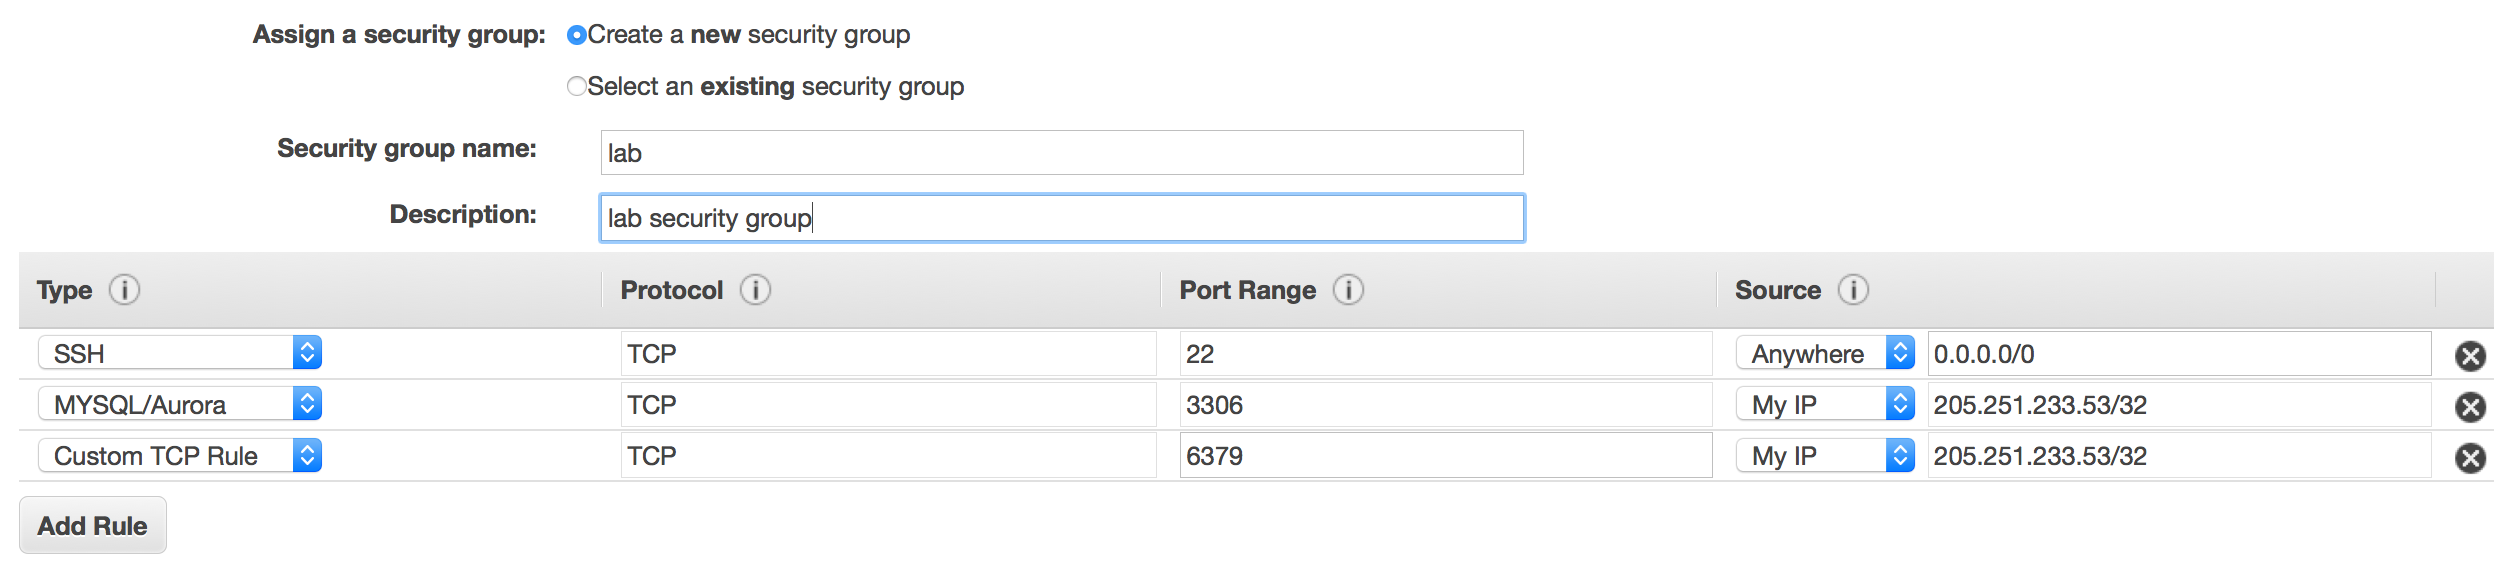 Assign a security group: Create a new security group
Select an existing security group
Security group name: lab
Description: lab security group
Type i Protocol i Port Range i Source i
SSH TCP 22 Anywhere 0.0.0.0/0
MYSQL/Aurora TCP 3306 My IP 205.251.233.53/32
Custom TCP Rule TCP 6379 My IP 205.251.233.53/32
Add Rule